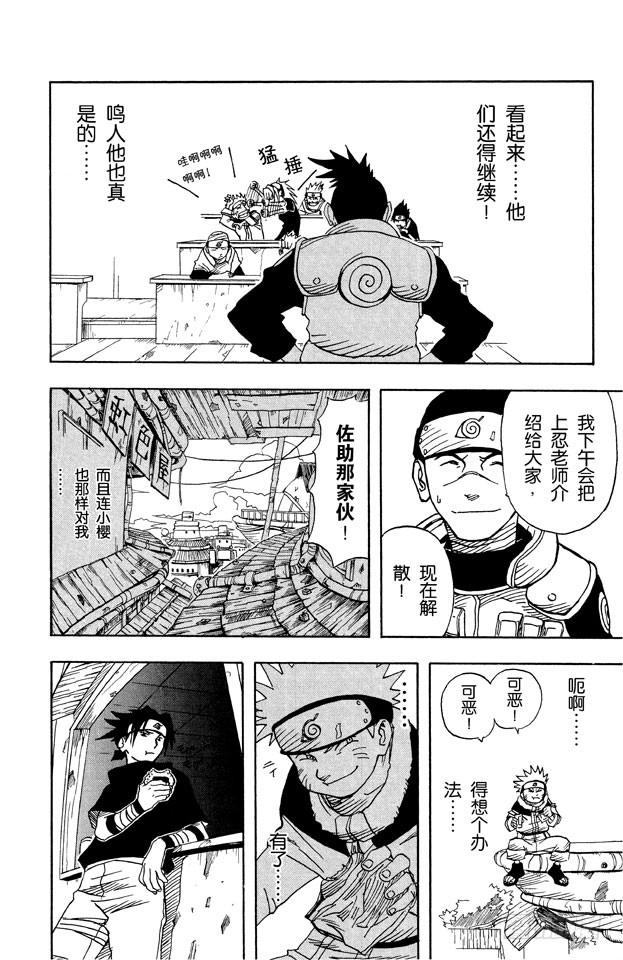 看起来……他
们还得继续！
猛
捶
哇啊啊啊
啊啊！
鸣人他也真
是的……
我下午会把
上忍老师介
绍给大家，
现在解
散！
佐助那家伙！
而且连小樱
也那样对我
……
呃啊……
可恶！
可恶！
得想个办
法……
有了……